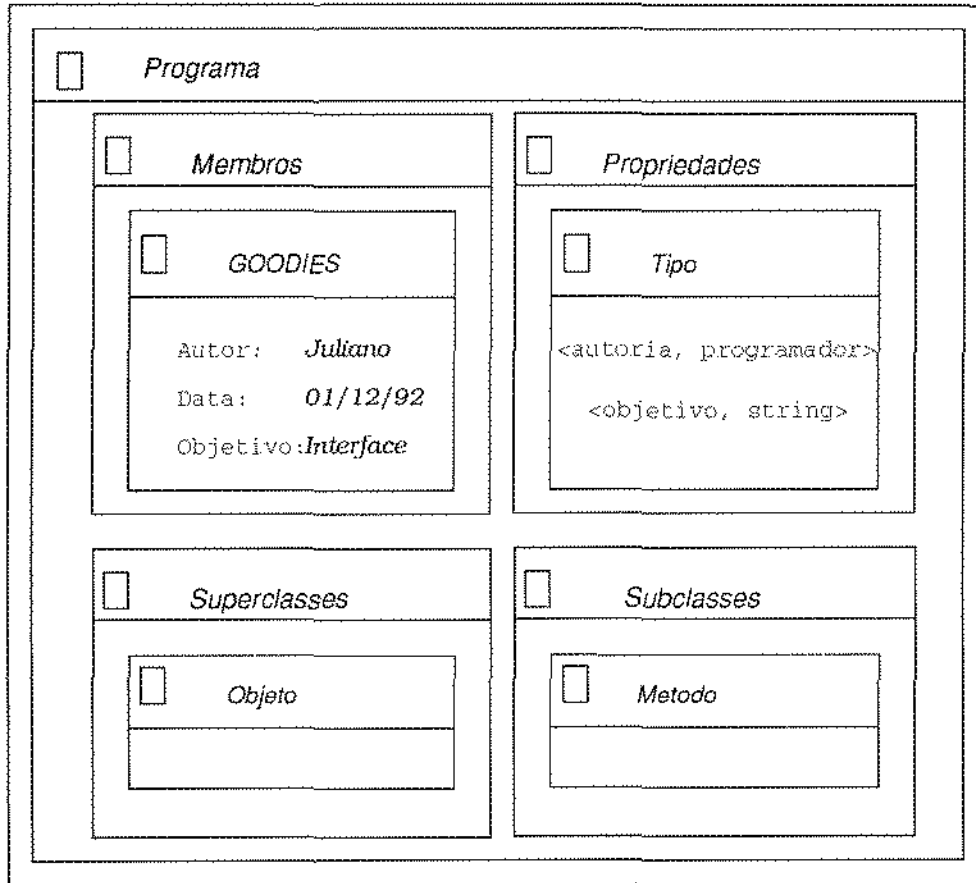 Programa
Membros
GOODIES
Autor: Juliano
Data: 01/12/92
Objetivo:Interface
Propriedades
Tipo
<autoria, programador>
<objetivo, string>
Superclasses
Objeto
Subclasses
Metodo